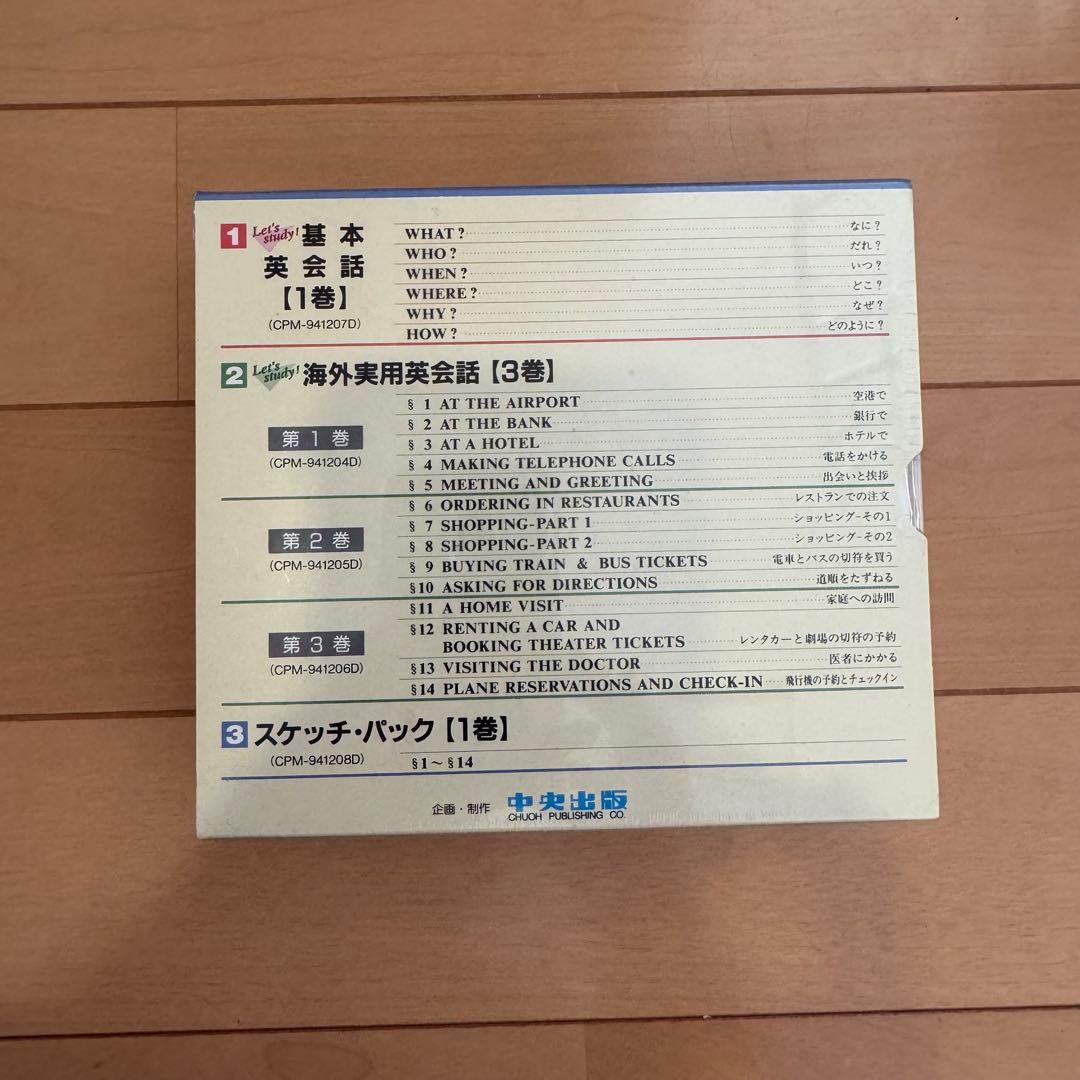 1 Let's study! 基本
英会話
【1巻】
(CPM-941207D)
WHAT? なに?
WHO? だれ?
WHEN? いつ?
WHERE? どこ?
WHY? なぜ?
HOW? どのように?
2 Let's study! 海外実用英会話【3巻】
第1巻
(CPM-941204D)
§ 1 AT THE AIRPORT 空港で
§ 2 AT THE BANK 銀行で
§ 3 AT A HOTEL ホテルで
§ 4 MAKING TELEPHONE CALLS 電話をかける
§ 5 MEETING AND GREETING 出会いと挨拶
第2巻
(CPM-941205D)
§ 6 ORDERING IN RESTAURANTS レストランでの注文
§ 7 SHOPPING-PART 1 ショッピング-その1
§ 8 SHOPPING-PART 2 ショッピング-その2
§ 9 BUYING TRAIN & BUS TICKETS 電車とバスの切符を買う
§10 ASKING FOR DIRECTIONS 道順をたずねる
第3巻
(CPM-941206D)
§11 A HOME VISIT 家庭への訪問
§12 RENTING A CAR AND
BOOKING THEATER TICKETS レンタカーと劇場の切符の予約
§13 VISITING THE DOCTOR 医者にかかる
§14 PLANE RESERVATIONS AND CHECK-IN 飛行機の予約とチェックイン
3 スケッチ・パック【1巻】
(CPM-941208D)
§1~§14
企画・制作 中央出版
CHUOH PUBLISHING CO.